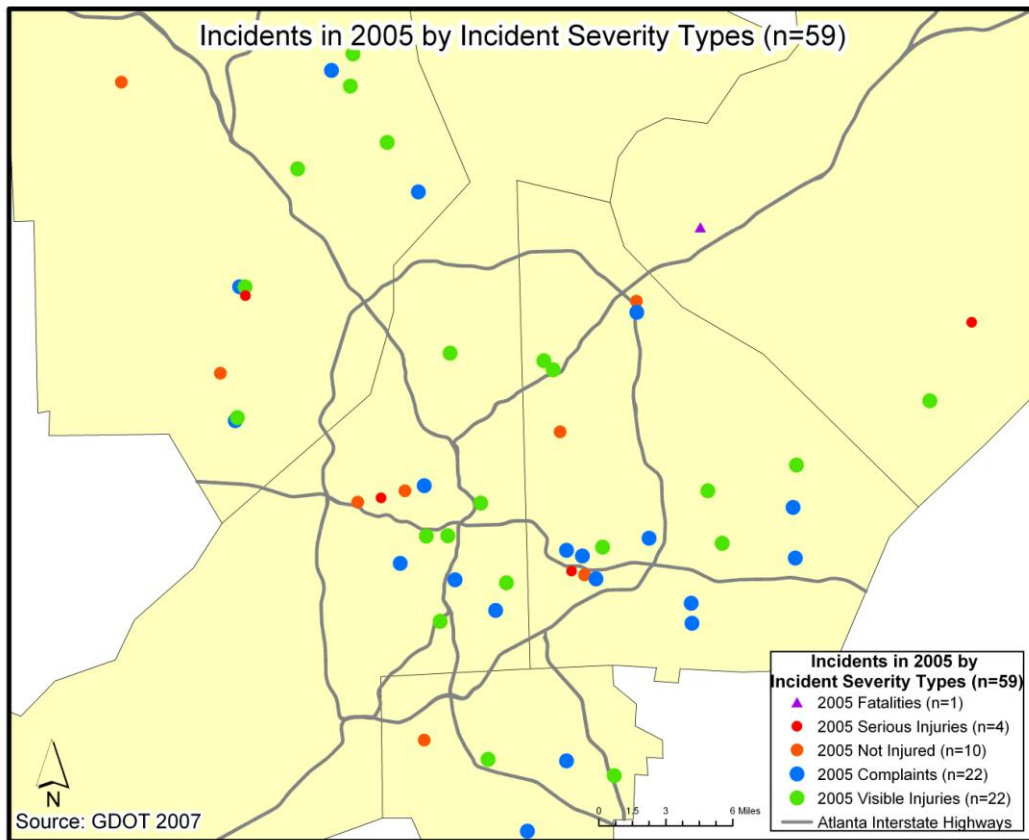 Incidents in 2005 by Incident Severity Types (n=59)
Incidents in 2005 by
Incident Severity Types (n=59)
2005 Fatalities (n=1)
2005 Serious Injuries (n=4)
2005 Not Injured (n=10)
2005 Complaints (n=22)
2005 Visible Injuries (n=22)
Atlanta Interstate Highways
N
Source: GDOT 2007
0 1.5 3 6 Miles